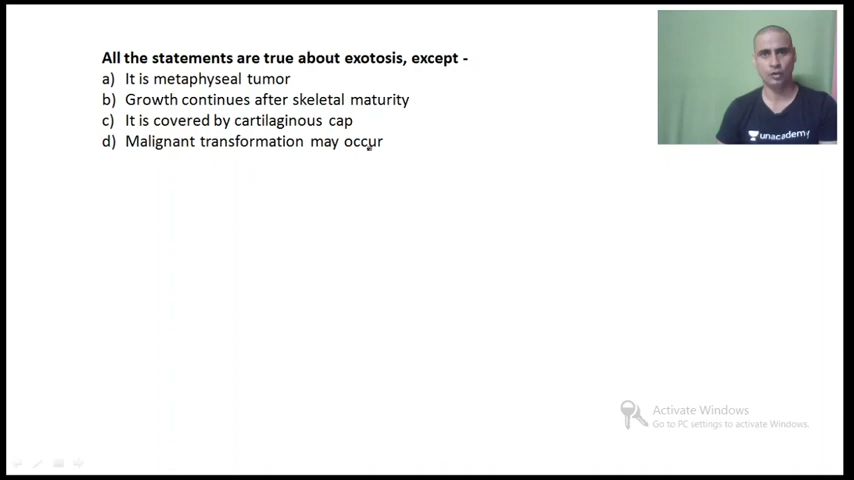 All the statements are true about exotosis, except -
a) It is metaphyseal tumor
b) Growth continues after skeletal maturity
c) It is covered by cartilaginous cap
d) Malignant transformation may occur
unacademy
Activate Windows
Go to PC settings to activate Windows.